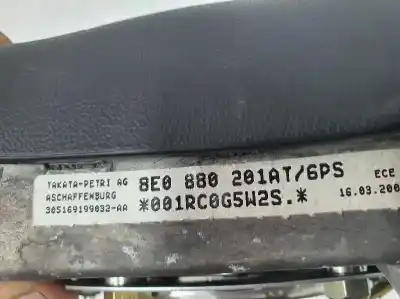 TAKATA-PETRI AG 8E0 880 201AT/6PS ECE
ASCHAFFENBURG
305169199032-AA *001RC0G5W2S.* 16.03.200